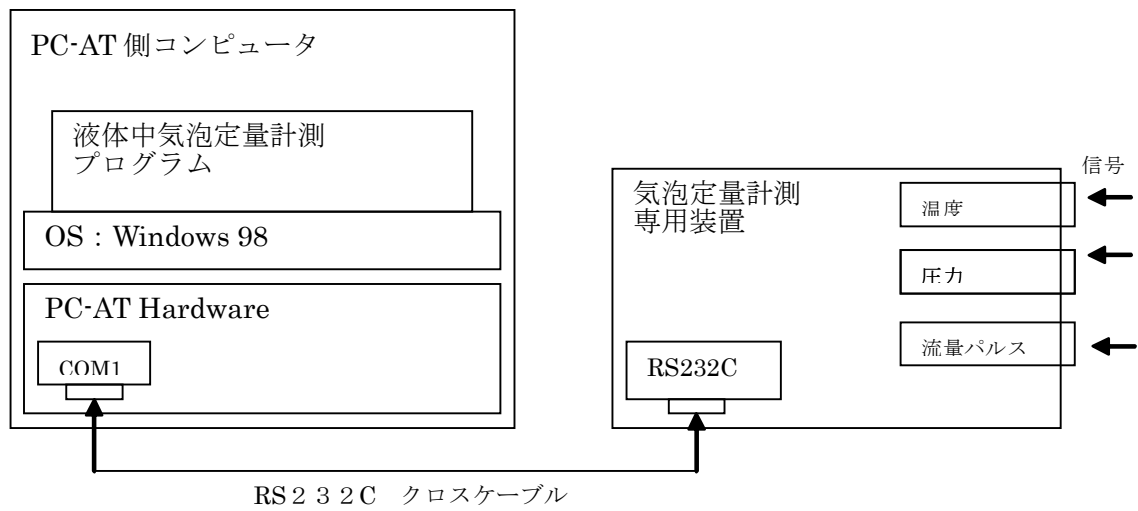 PC-AT 側コンピュータ
液体中気泡定量計測
プログラム
OS：Windows 98
PC-AT Hardware
COM1
気泡定量計測
専用装置
RS232C
信号
温度
圧力
流量パルス
RS２３２C　クロスケーブル